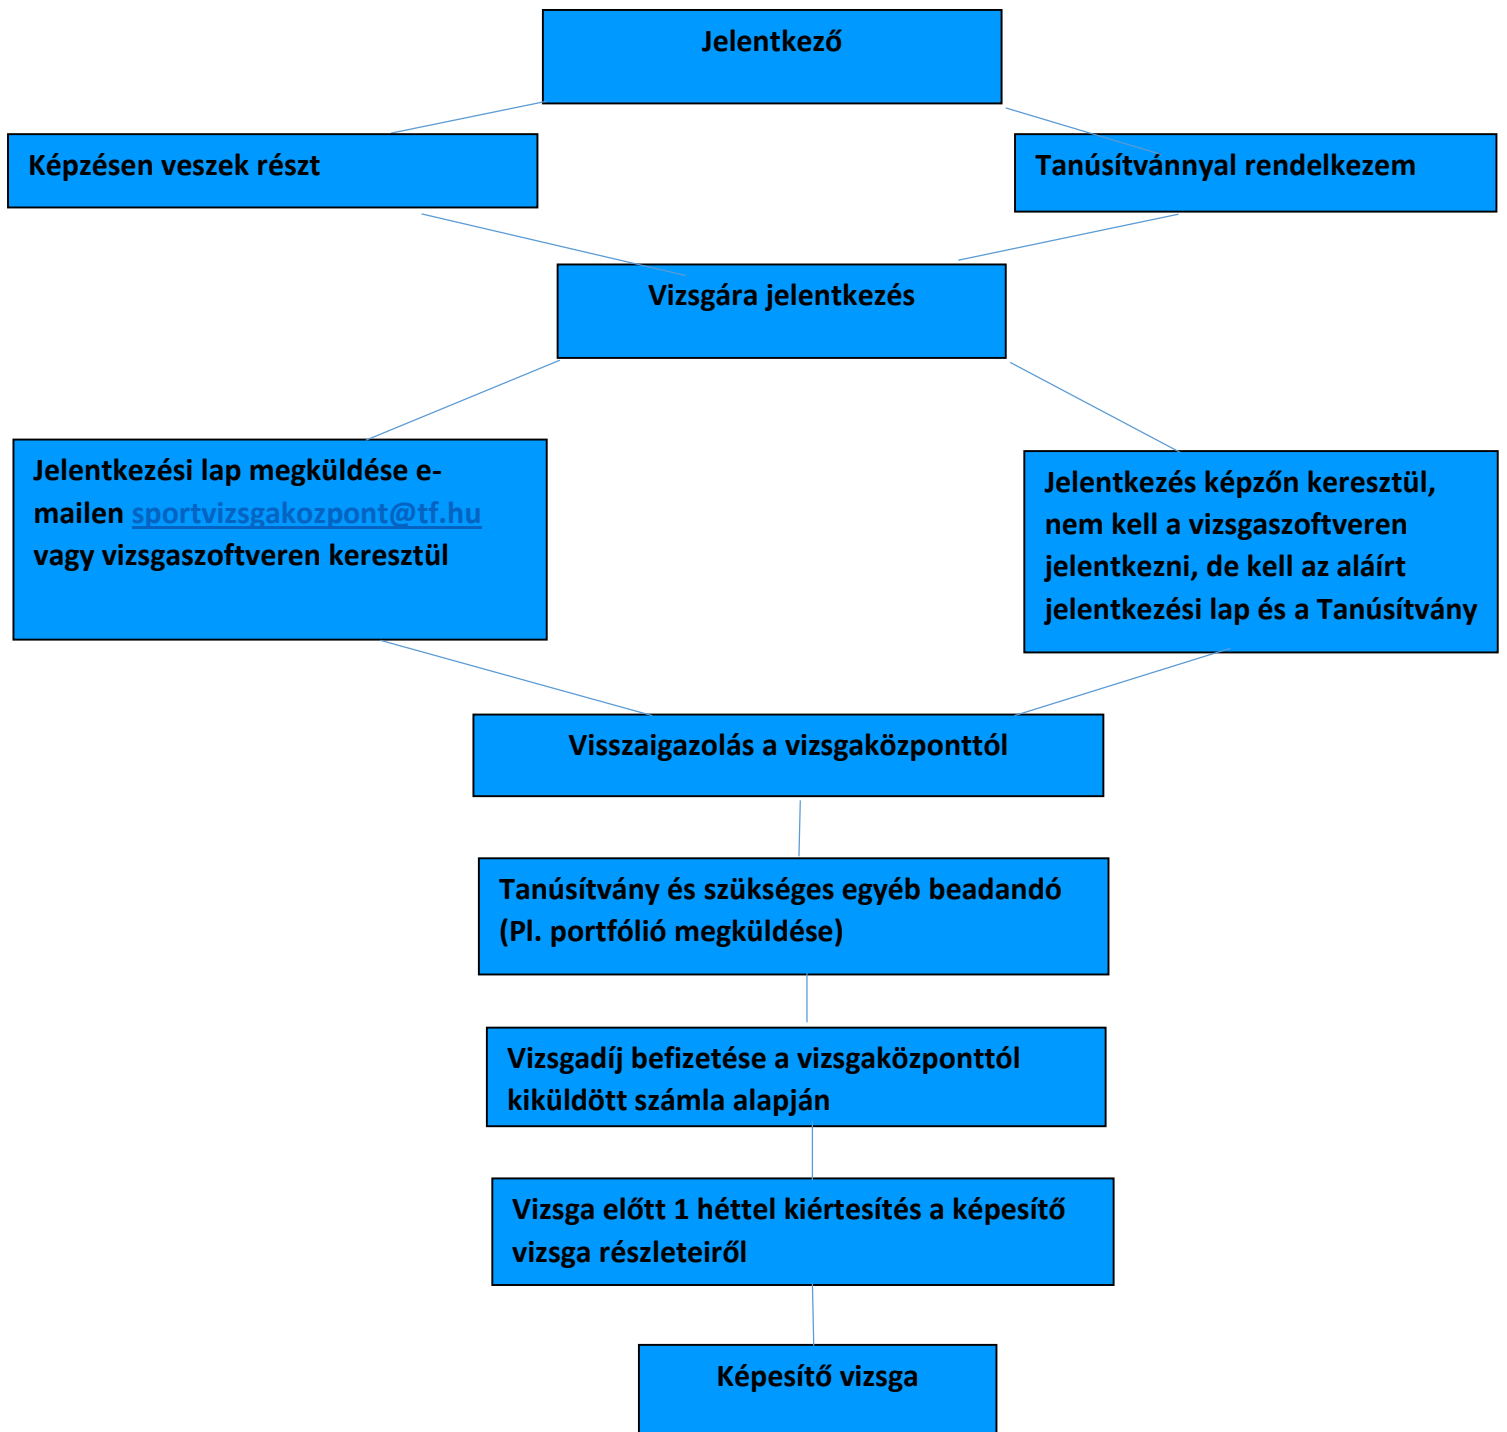 Jelentkező
Képzésen veszek részt
Tanúsítvánnyal rendelkezem
Vizsgára jelentkezés
Jelentkezési lap megküldése e-
mailen sportvizsgakozpont@tf.hu
vagy vizsgaszoftveren keresztül
Jelentkezés képzőn keresztül,
nem kell a vizsgaszoftveren
jelentkezni, de kell az aláírt
jelentkezési lap és a Tanúsítvány
Visszaigazolás a vizsgaközponttól
Tanúsítvány és szükséges egyéb beadandó
(Pl. portfólió megküldése)
Vizsgadíj befizetése a vizsgaközponttól
kiküldött számla alapján
Vizsga előtt 1 héttel kiértesítés a képesítő
vizsga részleteiről
Képesítő vizsga